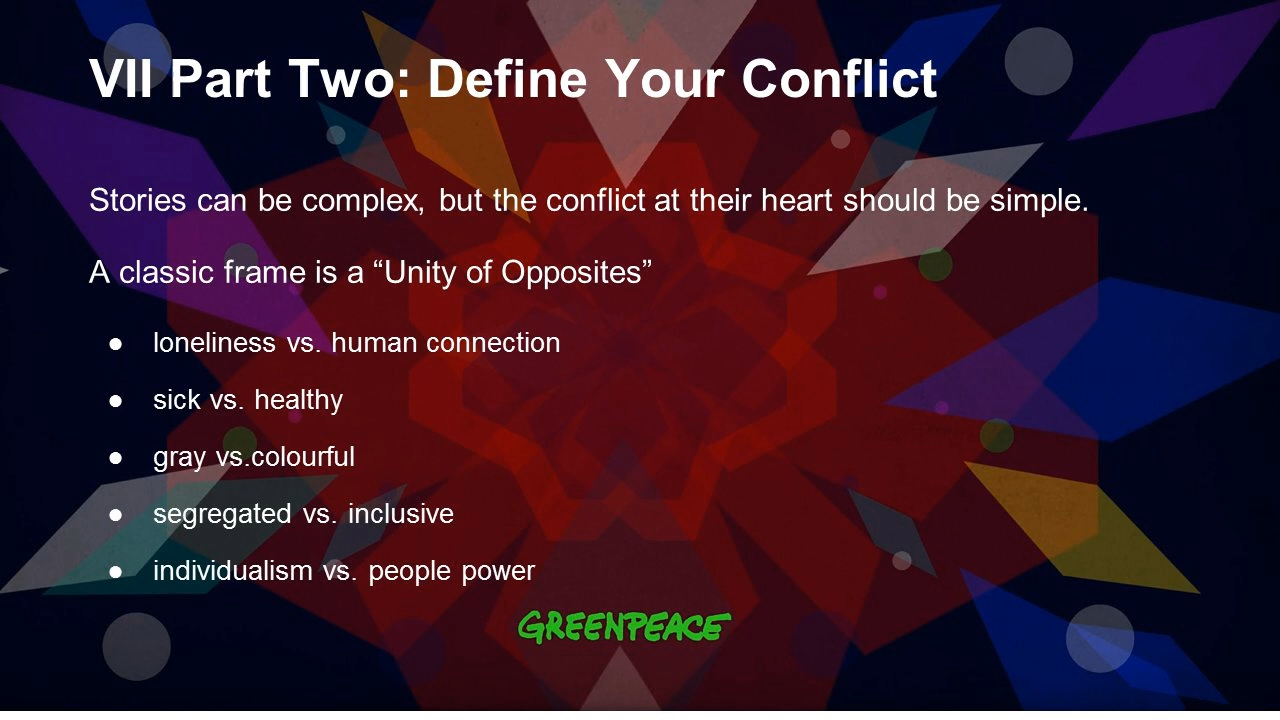 VII Part Two: Define Your Conflict
Stories can be complex, but the conflict at their heart should be simple.
A classic frame is a “Unity of Opposites”
● loneliness vs. human connection
● sick vs. healthy
● gray vs.colourful
● segregated vs. inclusive
● individualism vs. people power
GREENPEACE